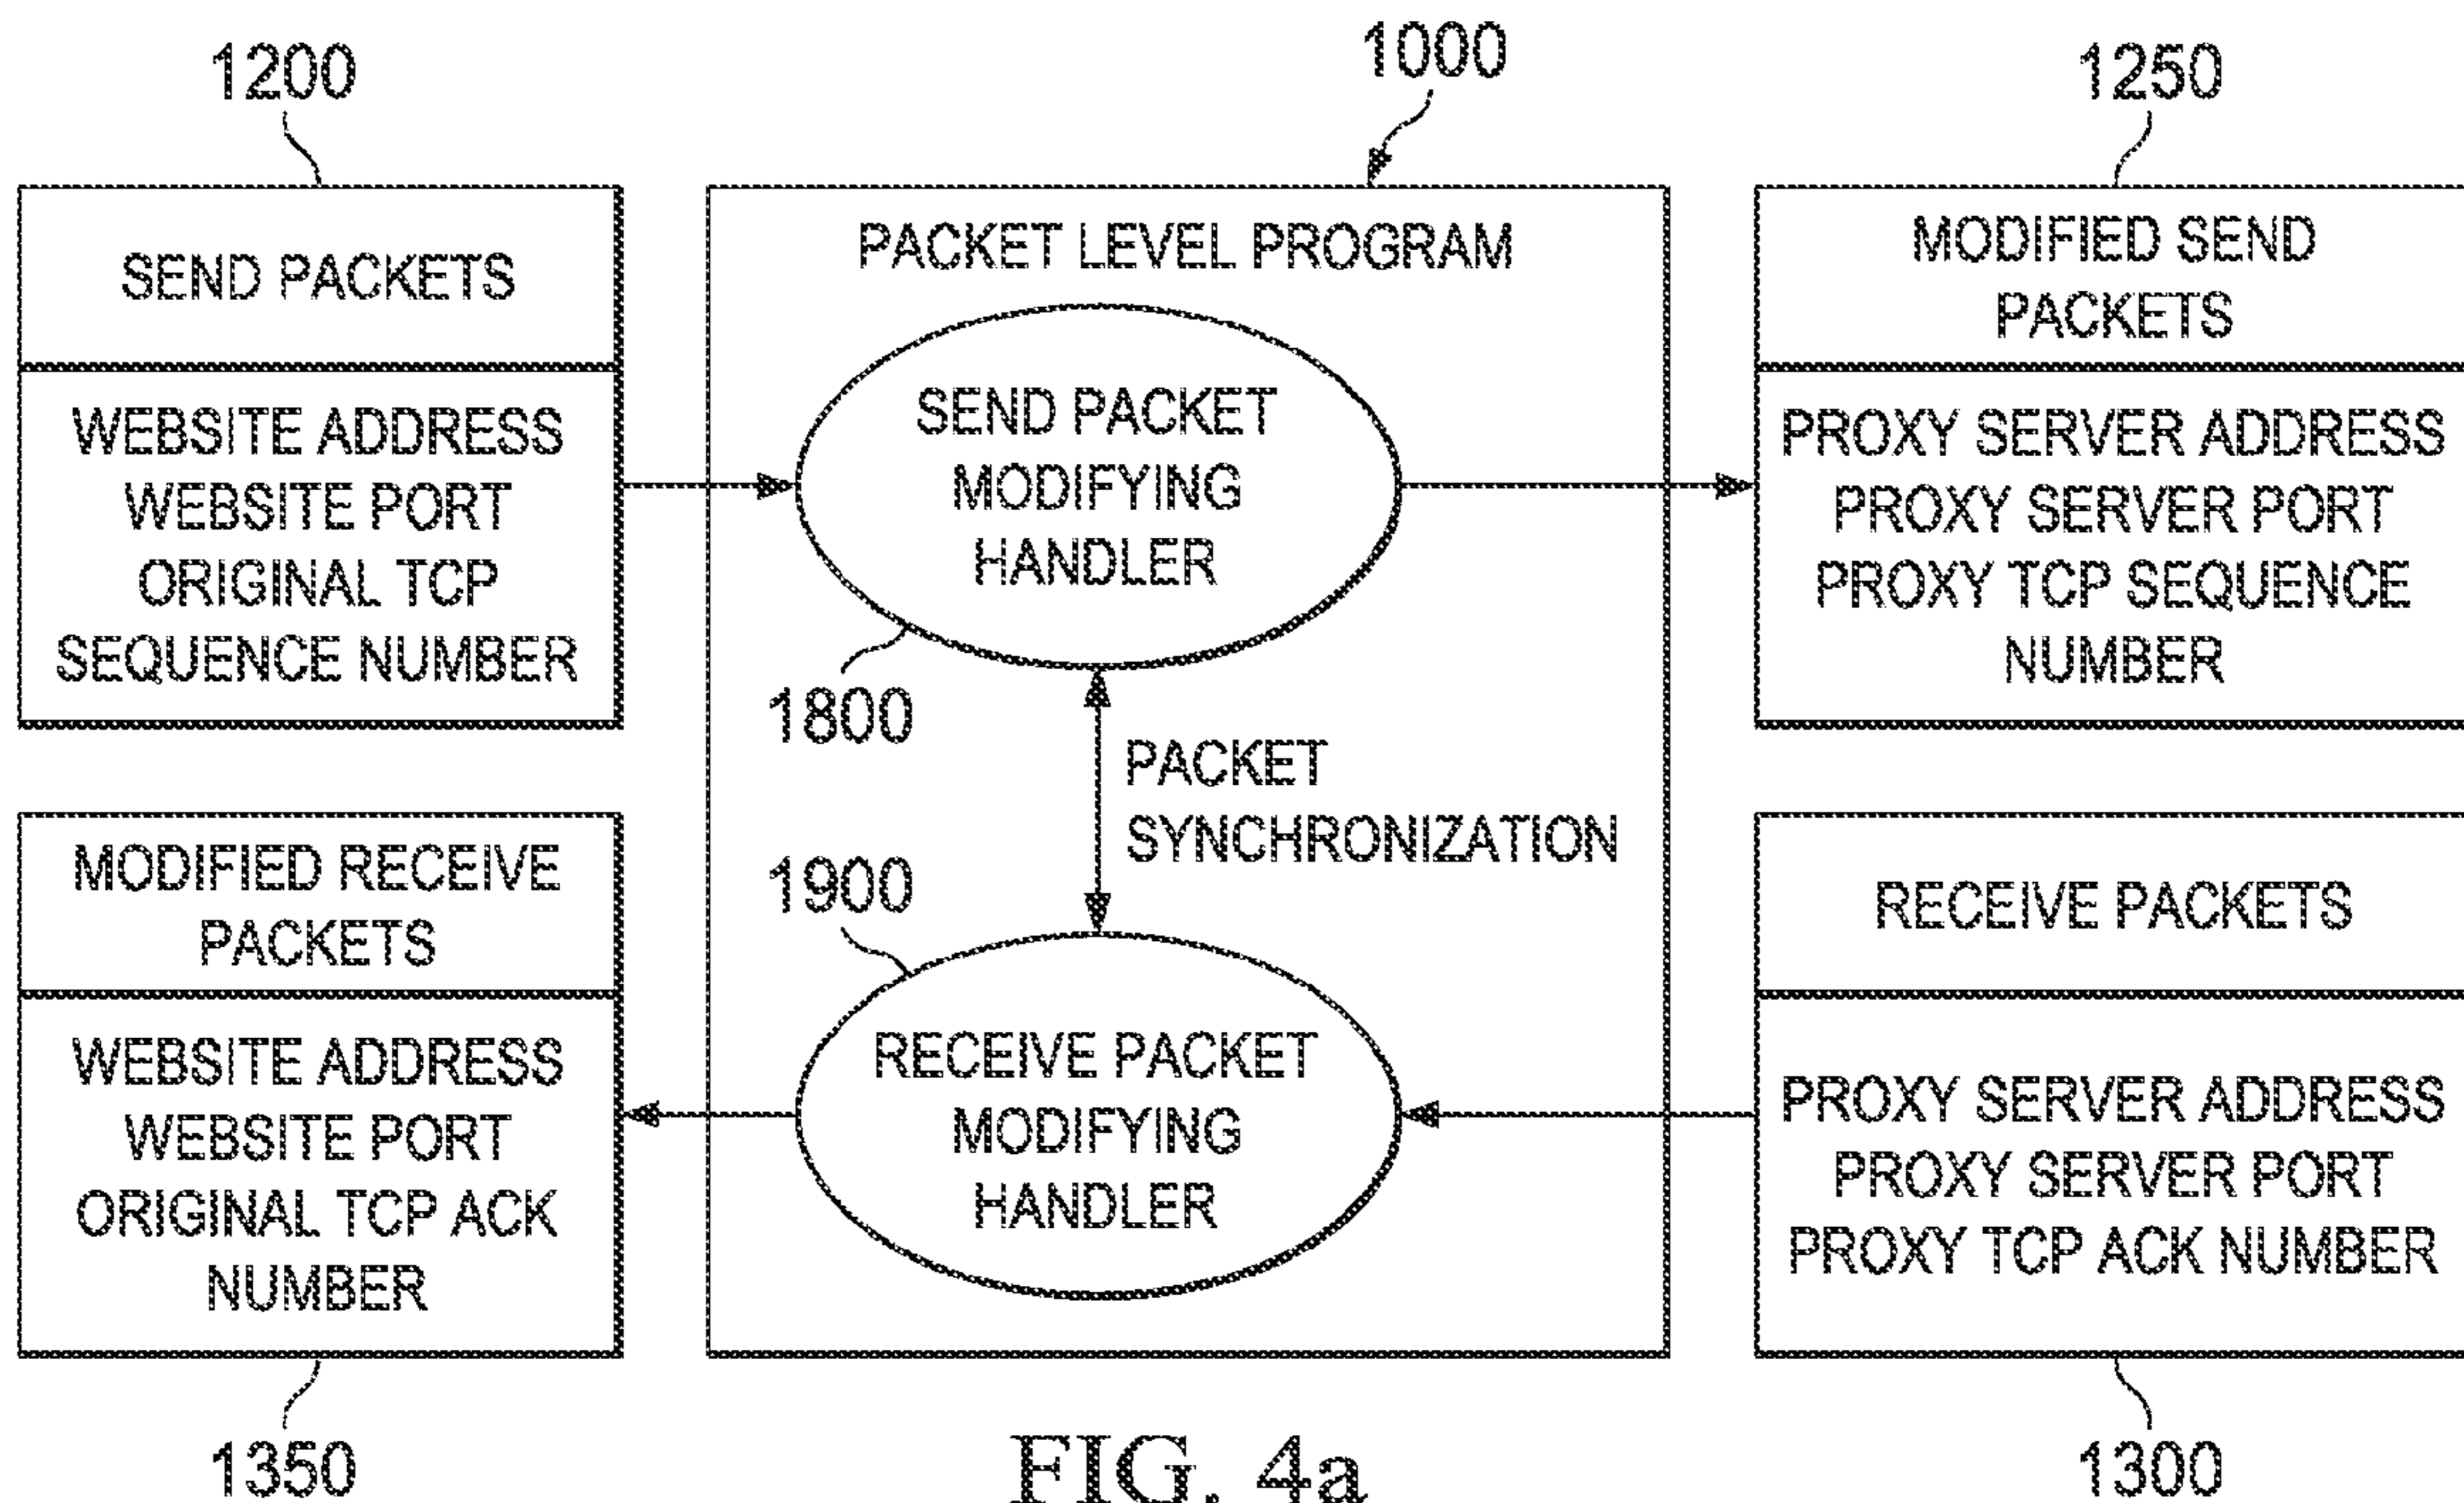 1200
1000
1250
SEND PACKETS
WEBSITE ADDRESS
WEBSITE PORT
ORIGINAL TCP
SEQUENCE NUMBER
PACKET LEVEL PROGRAM
SEND PACKET
MODIFYING
HANDLER
1800
MODIFIED SEND
PACKETS
PROXY SERVER ADDRESS
PROXY SERVER PORT
PROXY TCP SEQUENCE
NUMBER
PACKET
SYNCHRONIZATION
MODIFIED RECEIVE
PACKETS
WEBSITE ADDRESS
WEBSITE PORT
ORIGINAL TCP ACK
NUMBER
1900
RECEIVE PACKET
MODIFYING
HANDLER
RECEIVE PACKETS
PROXY SERVER ADDRESS
PROXY SERVER PORT
PROXY TCP ACK NUMBER
1350
1300
FIG. 4a